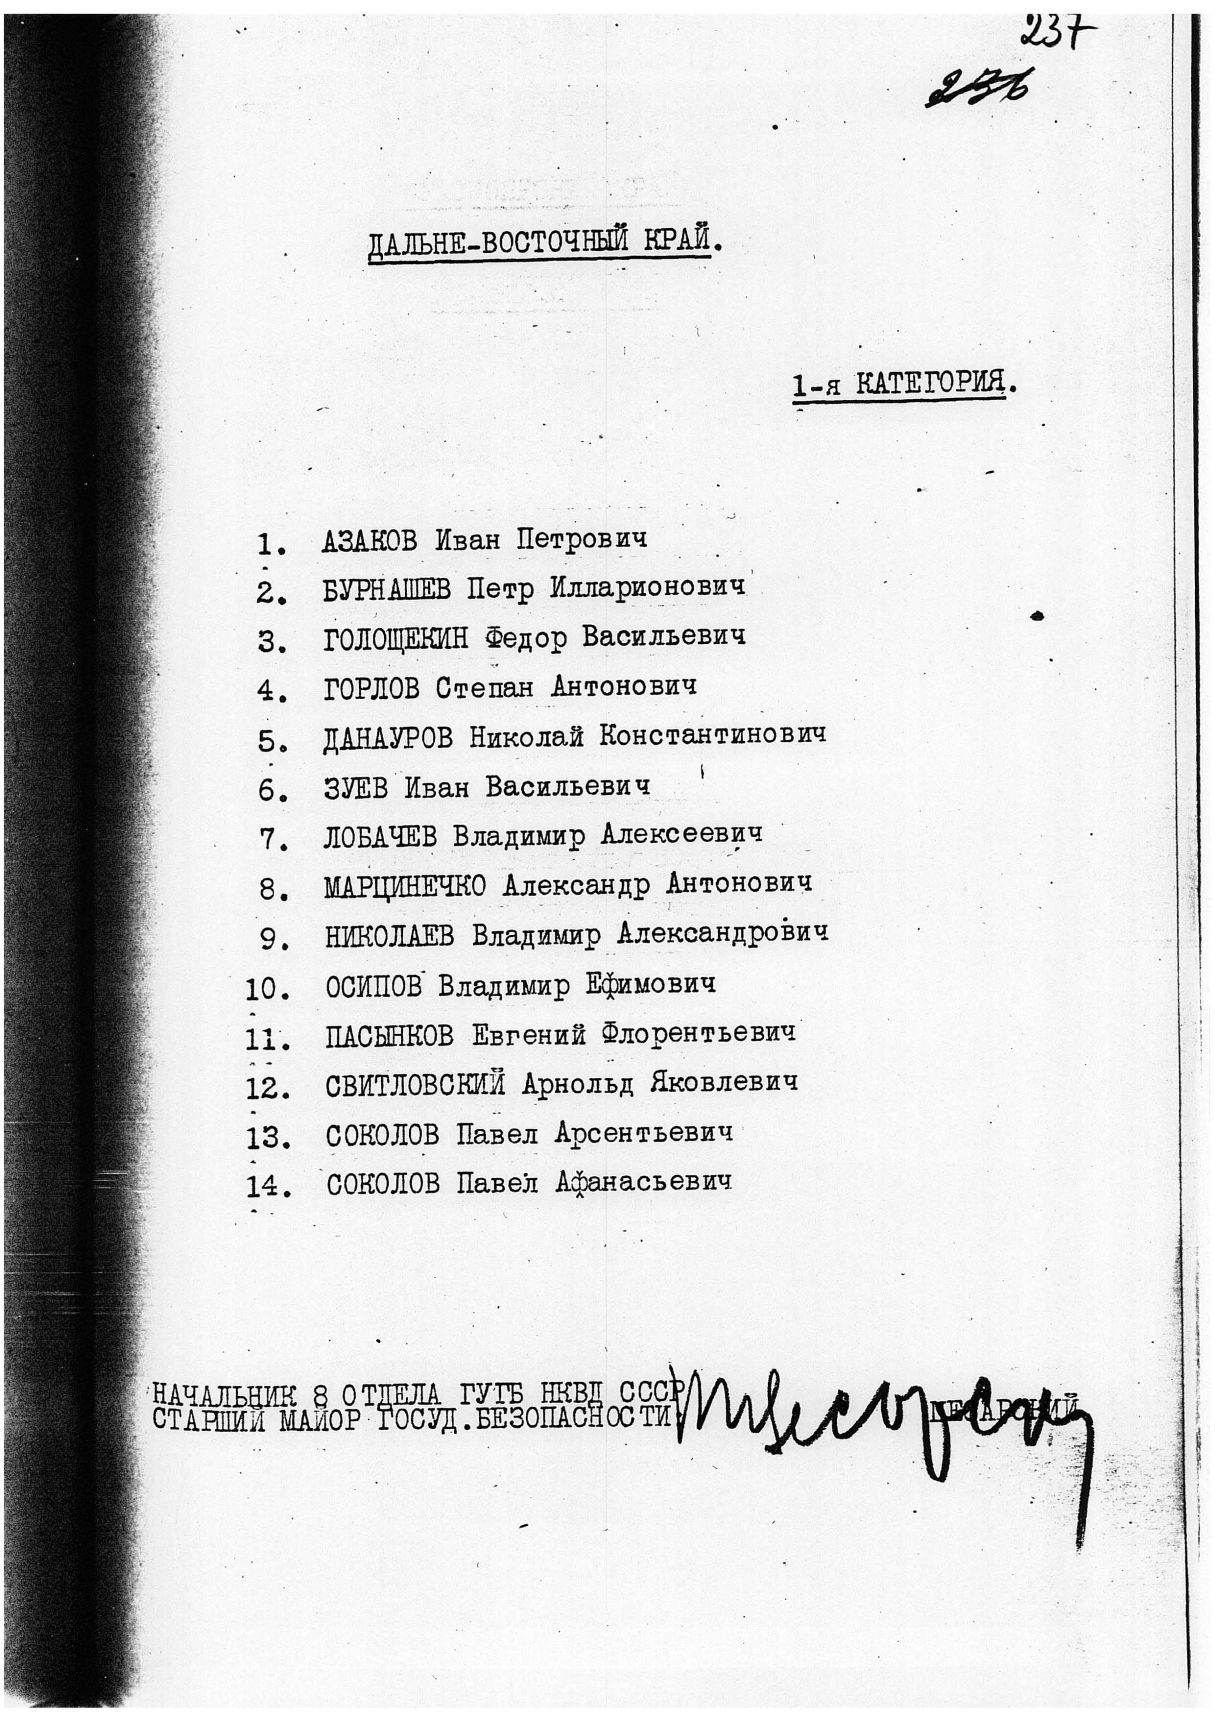 237
236
ДАЛЬНЕ-ВОСТОЧНЫЙ КРАЙ.
1-я КАТЕГОРИЯ.
1. АЗАКОВ Иван Петрович
2. БУРНАШЕВ Петр Илларионович
3. ГОЛОЩЕКИН Федор Васильевич
4. ГОРЛОВ Степан Антонович
5. ДАНАУРОВ Николай Константинович
6. ЗУЕВ Иван Васильевич
7. ЛОБАЧЕВ Владимир Алексеевич
8. МАРЦИНЕЧКО Александр Антонович
9. НИКОЛАЕВ Владимир Александрович
10. ОСИПОВ Владимир Ефимович
11. ПАСЫНКОВ Евгений Флорентьевич
12. СВИТЛОВСКИЙ Арнольд Яковлевич
13. СОКОЛОВ Павел Арсентьевич
14. СОКОЛОВ Павел Афанасьевич
НАЧАЛЬНИК 8 ОТДЕЛА ГУГБ НКВД СССР
СТАРШИЙ МАЙОР ГОСУД.БЕЗОПАСНОСТИ ЦЕСАРСКИЙ